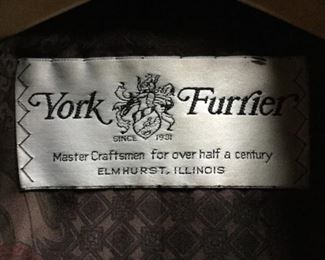 York Furrier
SINCE 1931
Master Craftsmen for over half a century
ELMHURST, ILLINOIS